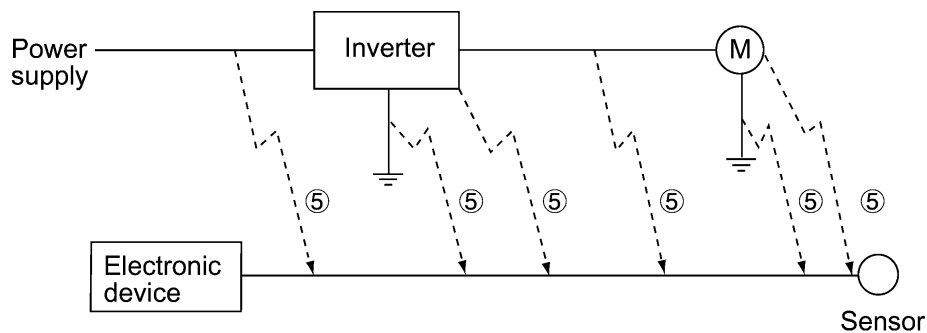 Power
supply
Inverter
M
⑤ ⑤ ⑤ ⑤ ⑤ ⑤
Electronic
device
Sensor